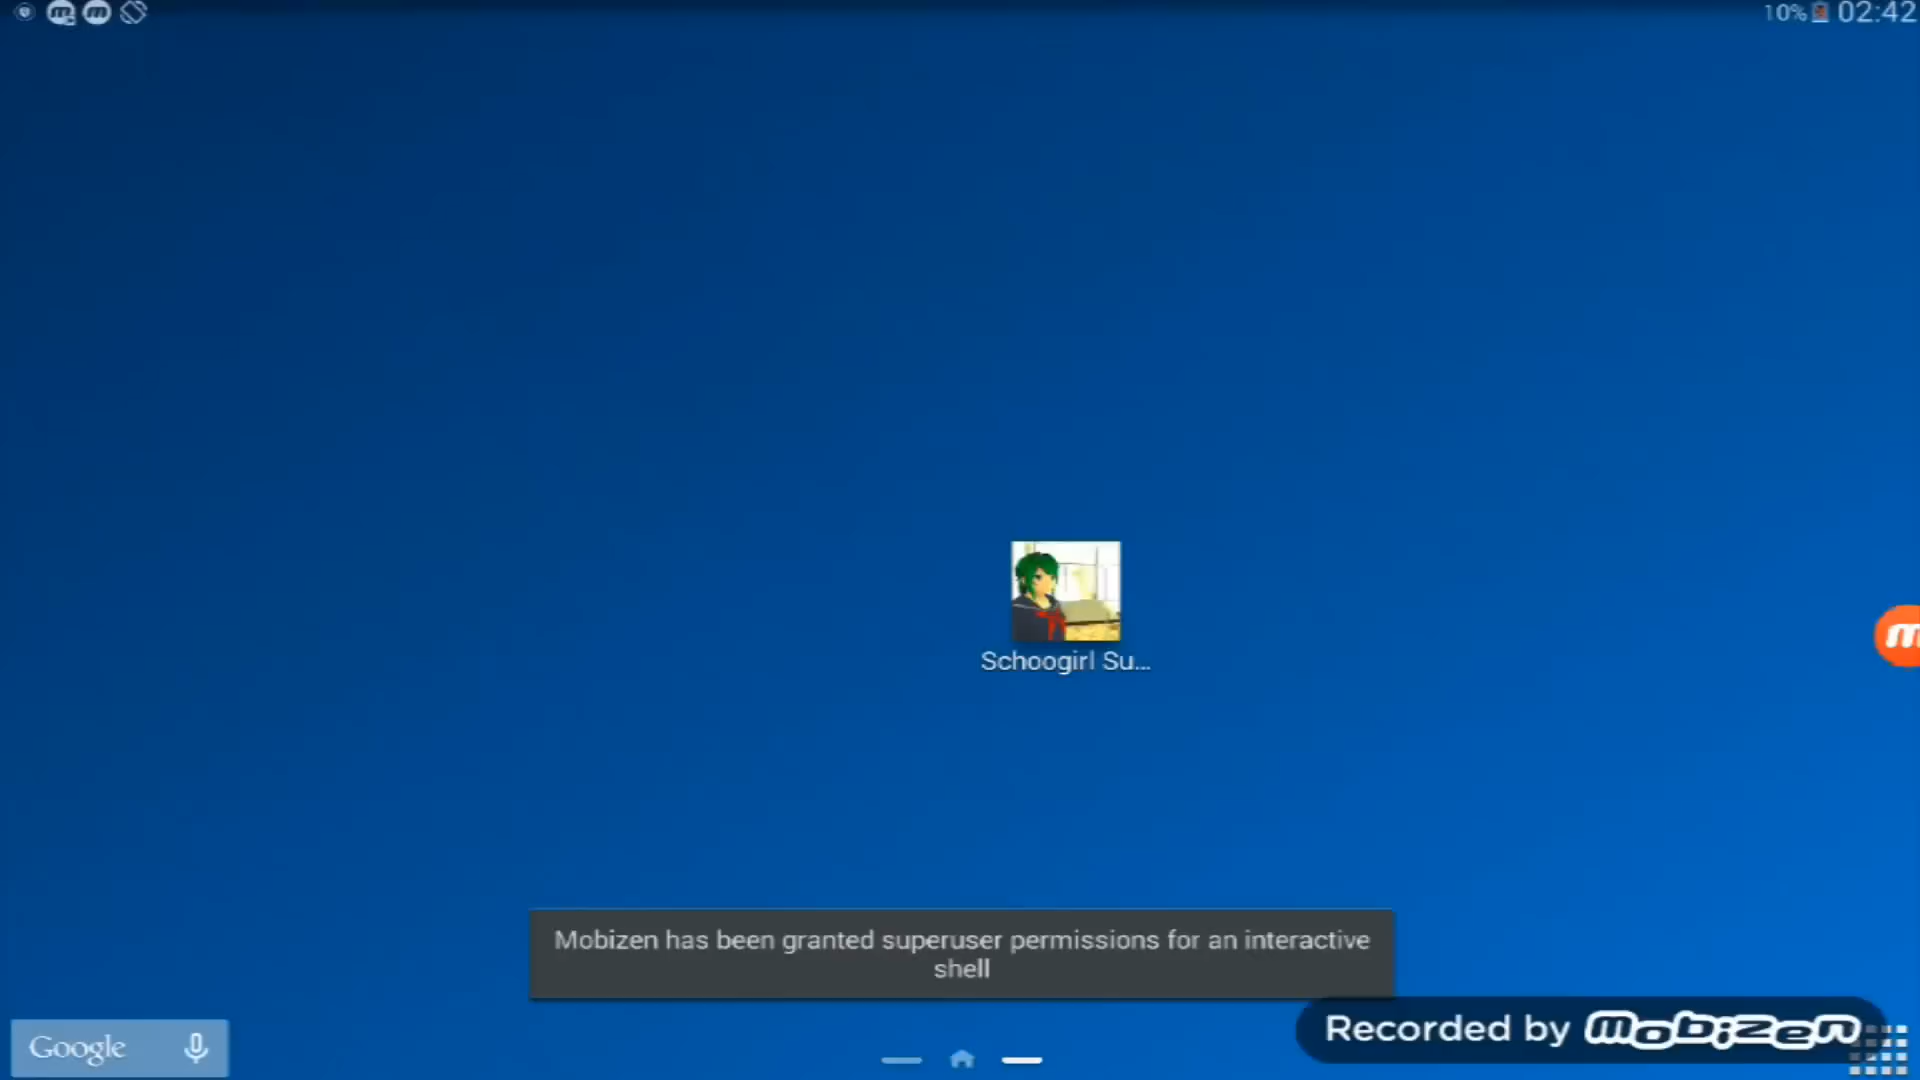 10% 02:42
Schoogirl Su...
Mobizen has been granted superuser permissions for an interactive
shell
Recorded by mobizen
Google